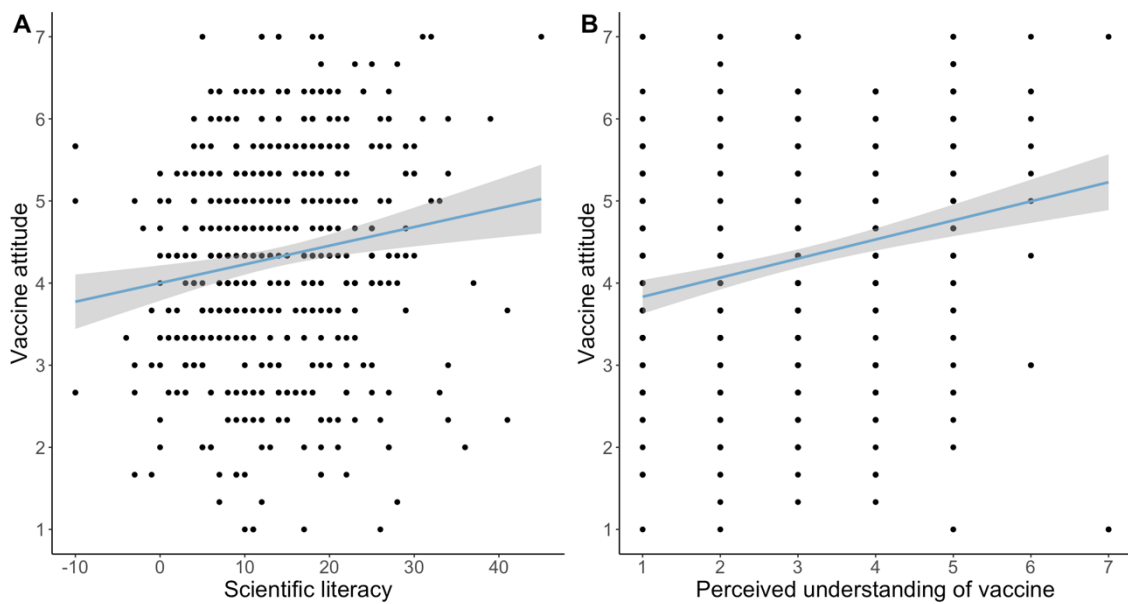 A
7
6
5
4
3
2
1
Vaccine attitude
-10 0 10 20 30 40
Scientific literacy
B
7
6
5
4
3
2
1
Vaccine attitude
1 2 3 4 5 6 7
Perceived understanding of vaccine